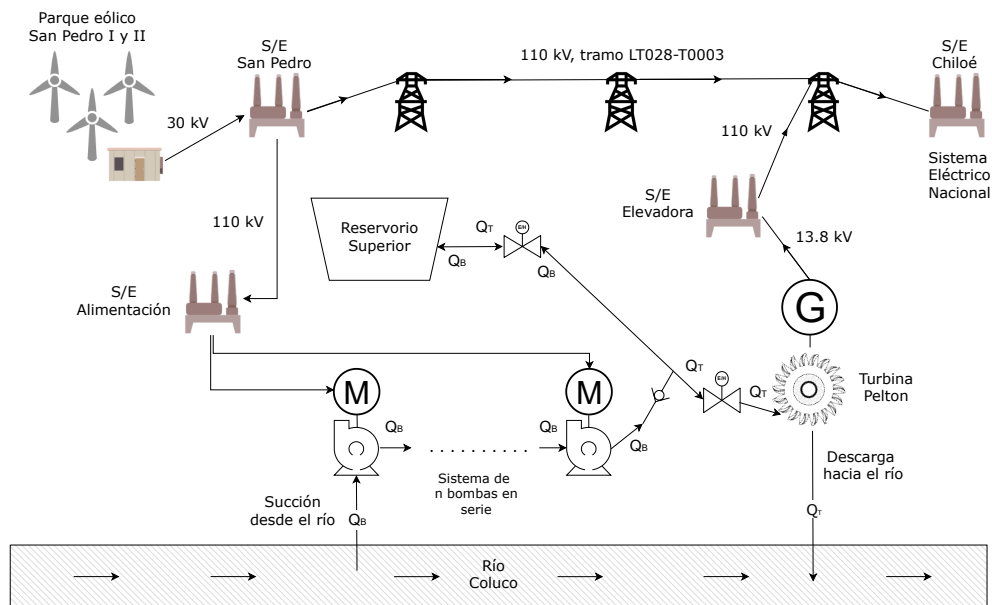 Parque eólico
San Pedro I y II
S/E
San Pedro
30 kV
110 kV, tramo LT028-T0003
S/E
Chiloé
Sistema
Eléctrico
Nacional
110 kV
S/E
Elevadora
13.8 kV
G
110 kV
Reservorio
Superior
QT
QB
E/H
QB
S/E
Alimentación
M
M
QT
E/H
QT
Turbina
Pelton
QB
QB
QB
. . . . . . . . . .
Sistema de
n bombas en
serie
Succión
desde el río
QB
Descarga
hacia el río
QT
Río
Coluco